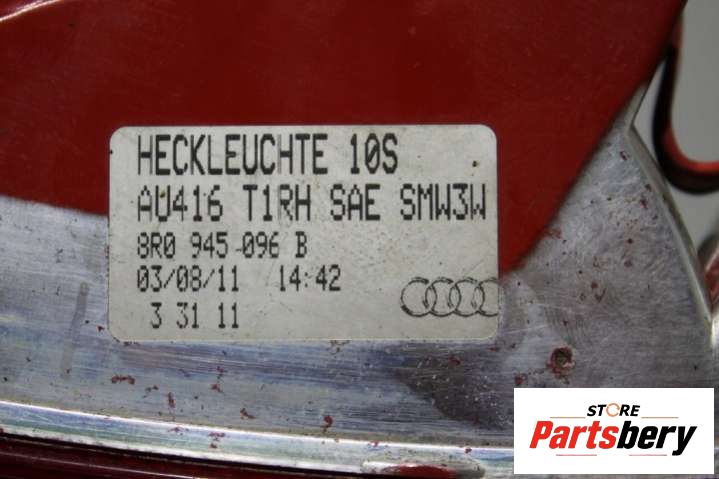 HECKLEUCHTE 10S
AU416 T1RH SAE SMW3W
8R0 945 096 B
03/08/11 14:42
3 31 11
STORE
Partsbery